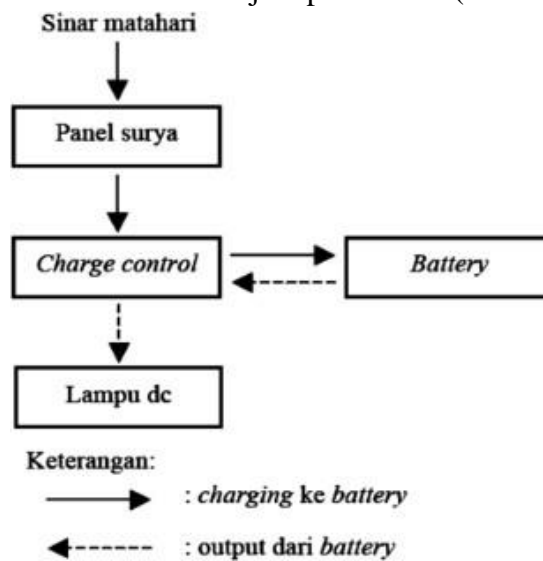 Sinar matahari
Panel surya
Charge control
Battery
Lampu dc
Keterangan:
: charging ke battery
: output dari battery